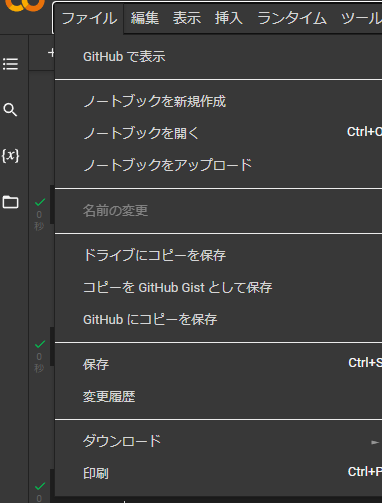 ファイル 編集 表示 挿入 ランタイム ツール
GitHub で表示
ノートブックを新規作成
ノートブックを開く Ctrl+O
ノートブックをアップロード
名前の変更
ドライブにコピーを保存
コピーを GitHub Gist として保存
GitHub にコピーを保存
保存 Ctrl+S
変更履歴
ダウンロード
印刷 Ctrl+P
{x}
0
秒
0
秒
0